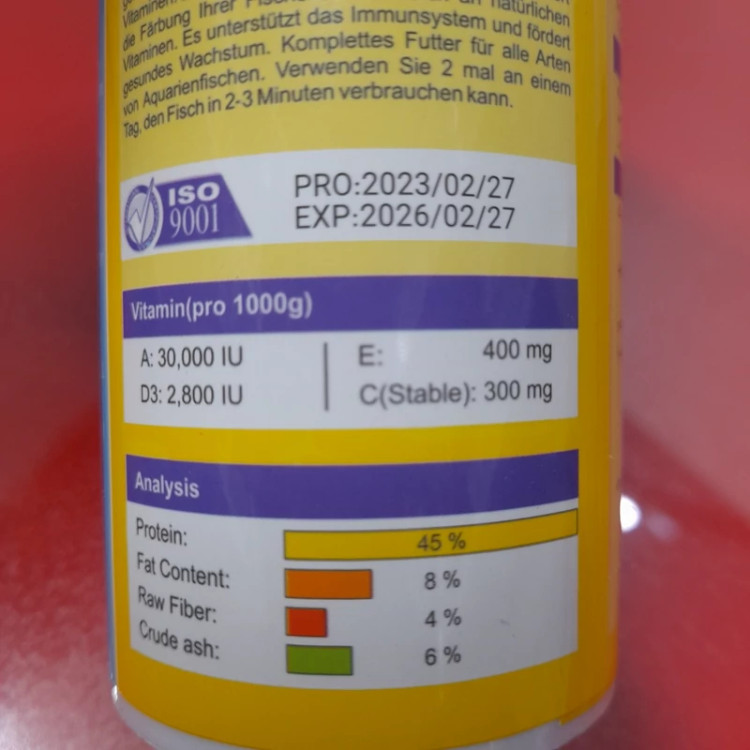 die Färbung Ihrer natürlichen
Vitaminen. Es unterstützt das Immunsystem und fördert
gesundes Wachstum. Komplettes Futter für alle Arten
von Aquarienfischen. Verwenden Sie 2 mal an einem
Tag, den Fisch in 2-3 Minuten verbrauchen kann.
ISO
9001
PRO:2023/02/27
EXP:2026/02/27
Vitamin(pro 1000g)
A: 30,000 IU
D3: 2,800 IU
E: 400 mg
C(Stable): 300 mg
Analysis
Protein: 45 %
Fat Content: 8 %
Raw Fiber: 4 %
Crude ash: 6 %